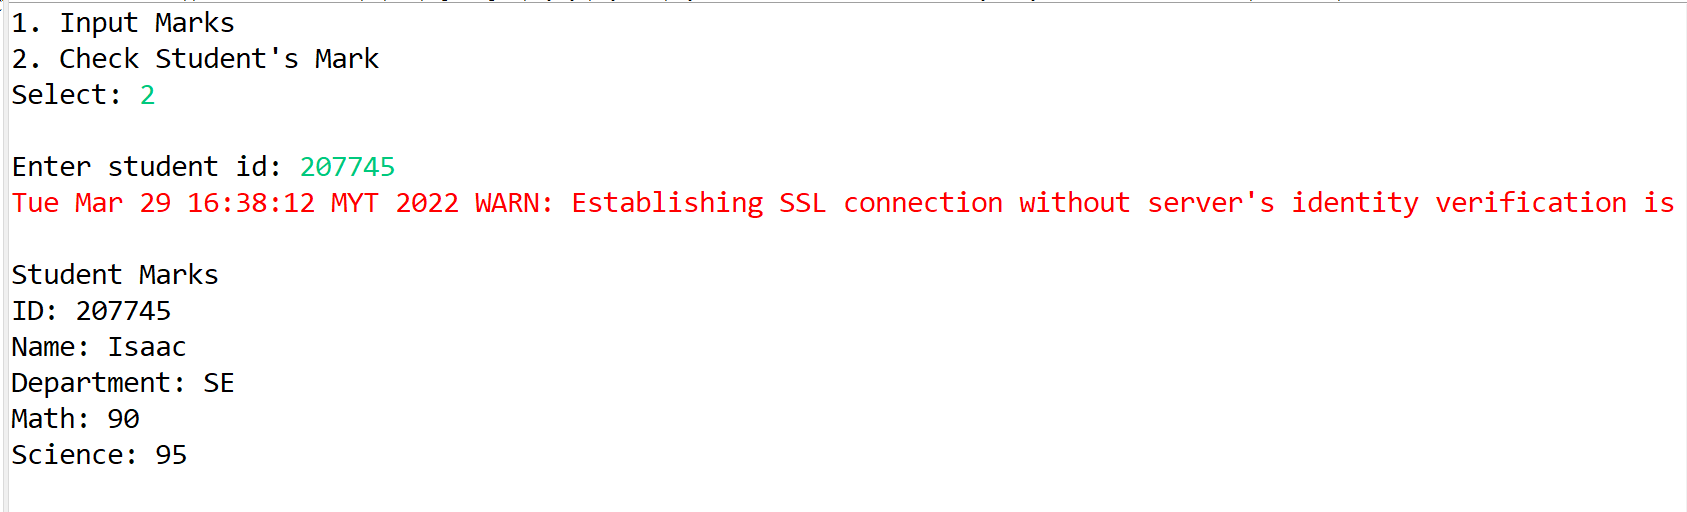 1. Input Marks
2. Check Student's Mark
Select: 2
Enter student id: 207745
Tue Mar 29 16:38:12 MYT 2022 WARN: Establishing SSL connection without server's identity verification is
Student Marks
ID: 207745
Name: Isaac
Department: SE
Math: 90
Science: 95